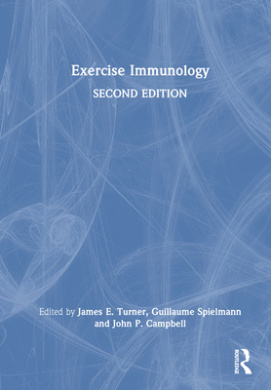 Exercise Immunology
SECOND EDITION
Edited by James E. Turner, Guillaume Spielmann
and John P. Campbell
ROUTLEDGE